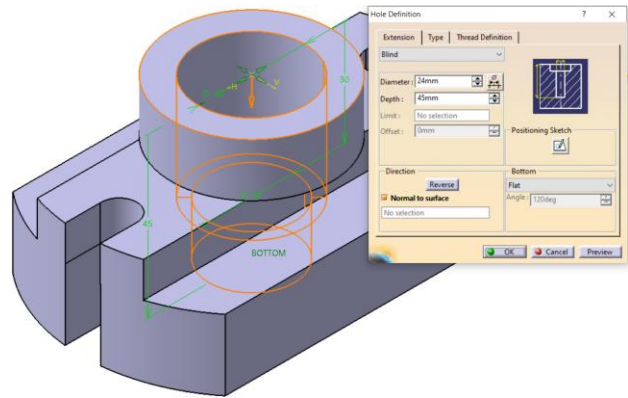 Hole Definition
? ×
Extension Type Thread Definition
Blind
Diameter : 24mm
Depth : 45mm
Limit : No selection
Offset : 0mm
Positioning Sketch
Direction
Reverse
Normal to surface
No selection
Bottom
Flat
Angle : 120deg
OK Cancel Preview
30
H
V
45
BOTTOM